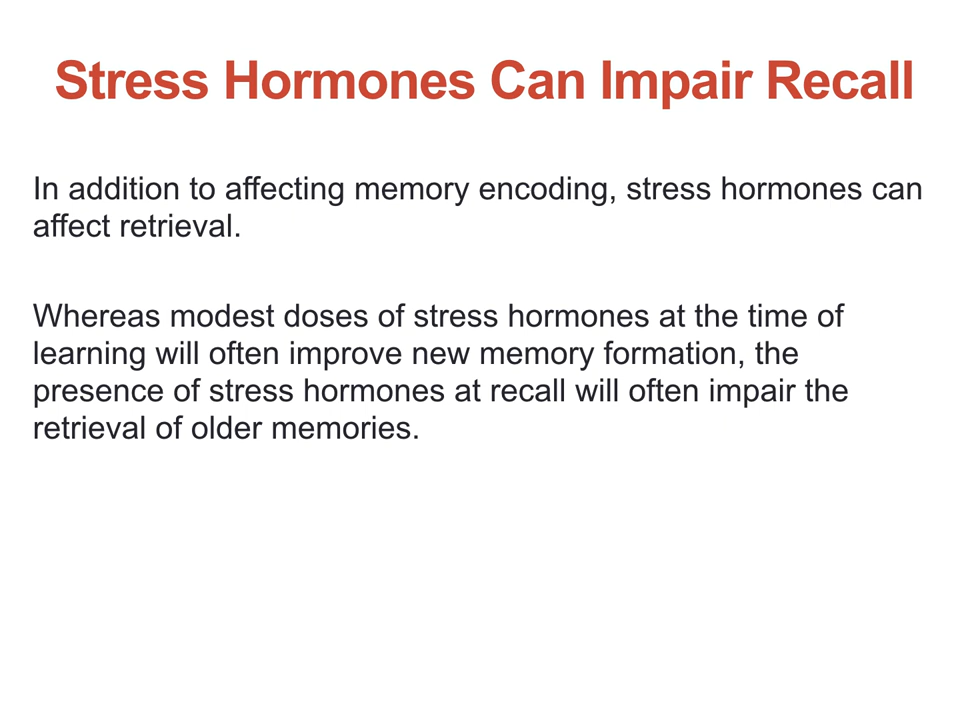 Stress Hormones Can Impair Recall
In addition to affecting memory encoding, stress hormones can
affect retrieval.
Whereas modest doses of stress hormones at the time of
learning will often improve new memory formation, the
presence of stress hormones at recall will often impair the
retrieval of older memories.